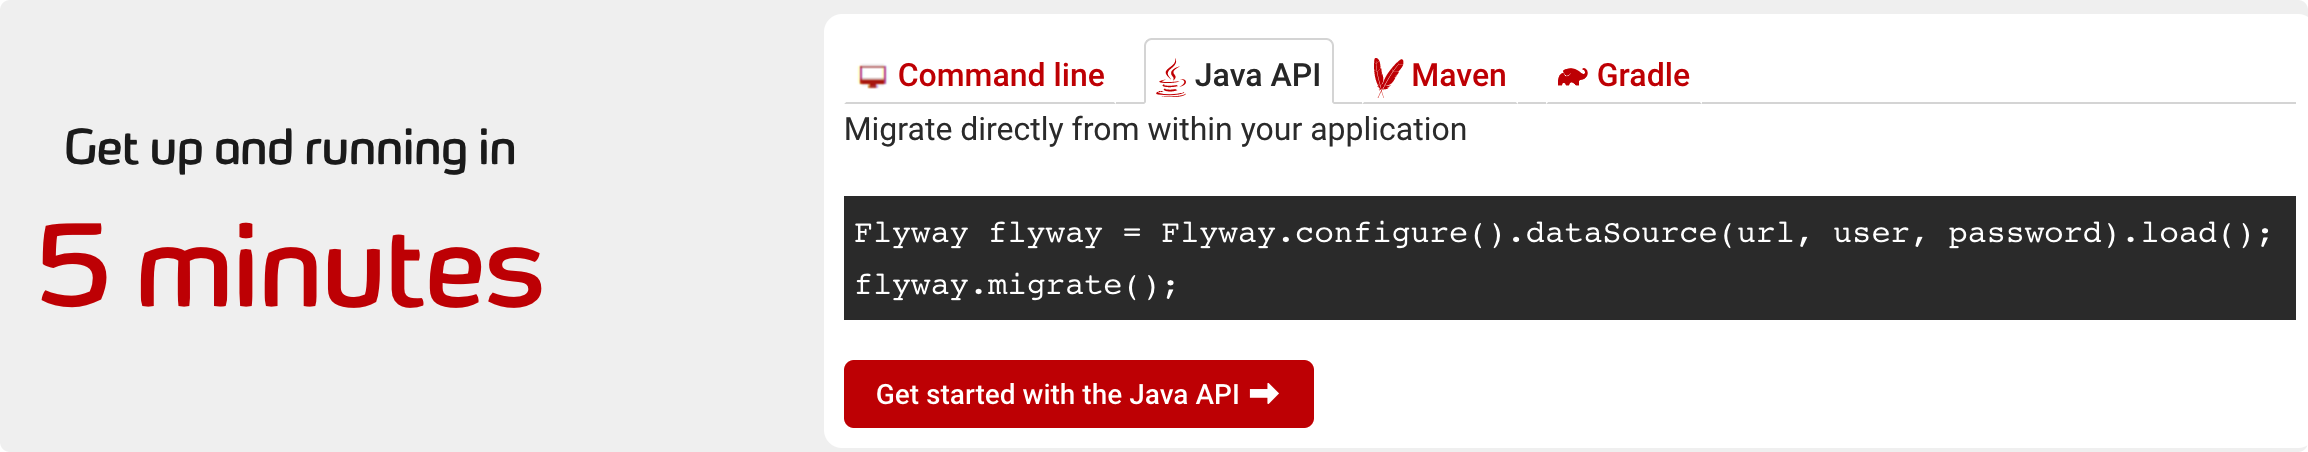 Get up and running in
5 minutes
Command line
Java API
Maven
Gradle
Migrate directly from within your application
Flyway flyway = Flyway.configure().dataSource(url, user, password).load();
flyway.migrate();
Get started with the Java API ➡